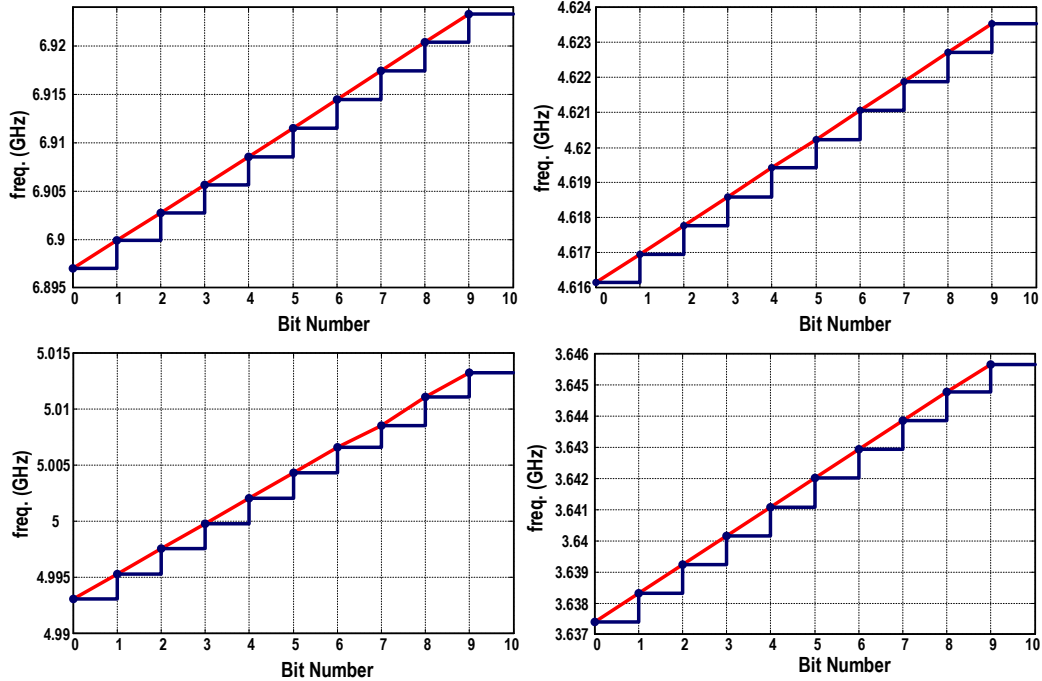 6.92
6.915
6.91
6.905
6.9
6.895
freq. (GHz)
0 1 2 3 4 5 6 7 8 9 10
Bit Number
4.624
4.623
4.622
4.621
4.62
4.619
4.618
4.617
4.616
freq. (GHz)
0 1 2 3 4 5 6 7 8 9 10
Bit Number
5.015
5.01
5.005
5
4.995
4.99
freq. (GHz)
0 1 2 3 4 5 6 7 8 9 10
Bit Number
3.646
3.645
3.644
3.643
3.642
3.641
3.64
3.639
3.638
3.637
freq. (GHz)
0 1 2 3 4 5 6 7 8 9 10
Bit Number